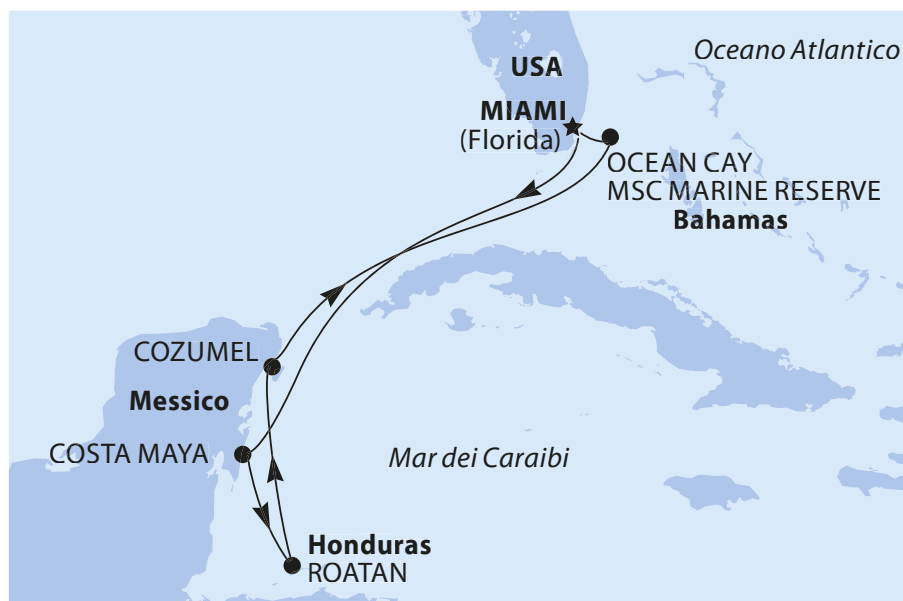 Oceano Atlantico
USA
MIAMI
(Florida)
OCEAN CAY
MSC MARINE RESERVE
Bahamas
COZUMEL
Messico
COSTA MAYA
Mar dei Caraibi
Honduras
ROATAN